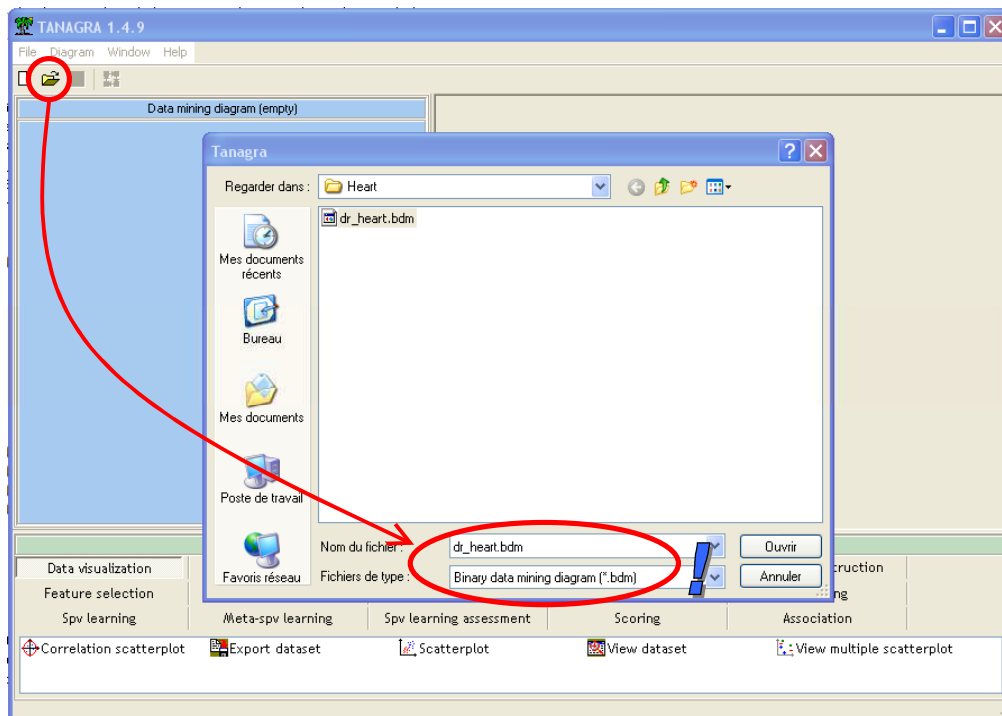 TANAGRA 1.4.9
File Diagram Window Help
Data mining diagram (empty)
Tanagra
Regarder dans :
Heart
dr_heart.bdm
Mes documents
récents
Bureau
Mes documents
Poste de travail
Favoris réseau
Nom du fichier :
dr_heart.bdm
Ouvrir
Fichiers de type :
Binary data mining diagram (*.bdm)
Annuler
!
Data visualization
truction
Feature selection
ng
Spv learning
Meta-spv learning
Spv learning assessment
Scoring
Association
Correlation scatterplot
Export dataset
Scatterplot
View dataset
View multiple scatterplot